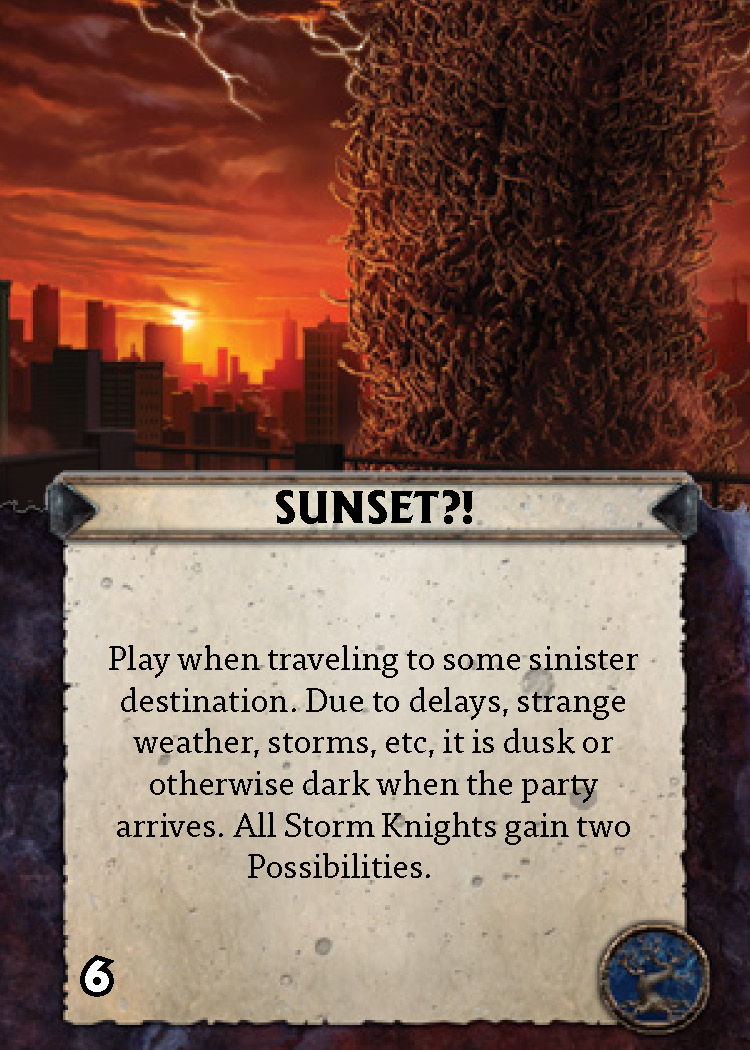 SUNSET?!
Play when traveling to some sinister
destination. Due to delays, strange
weather, storms, etc, it is dusk or
otherwise dark when the party
arrives. All Storm Knights gain two
Possibilities.
6